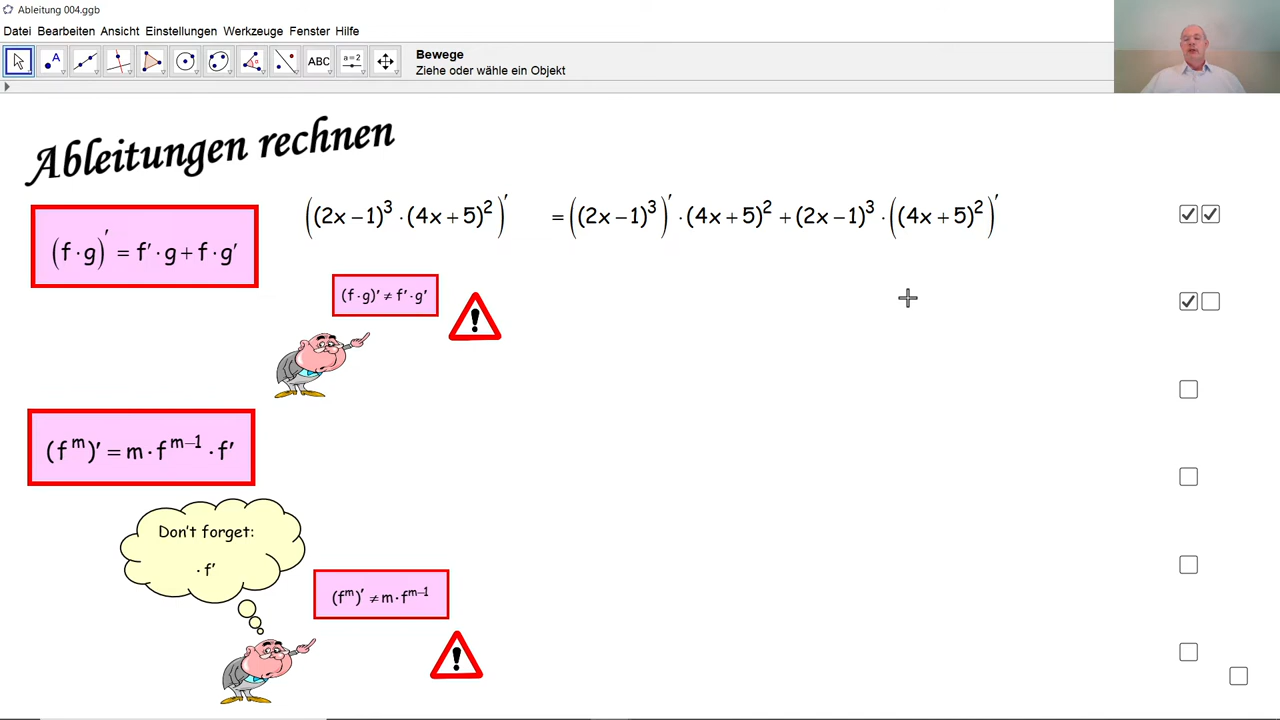 Ableitung 004.ggb
Datei Bearbeiten Ansicht Einstellungen Werkzeuge Fenster Hilfe
A ABC a=2
Bewege
Ziehe oder wähle ein Objekt
Ableitungen rechnen
((2x−1)³·(4x+5)²)′ =((2x−1)³)′·(4x+5)²+(2x−1)³·((4x+5)²)′
(f·g)′=f′·g+f·g′
(f·g)′≠f′·g′
!
(fᵐ)′=m·fᵐ⁻¹·f′
Don't forget:
·f′
(fᵐ)′≠m·fᵐ⁻¹
!